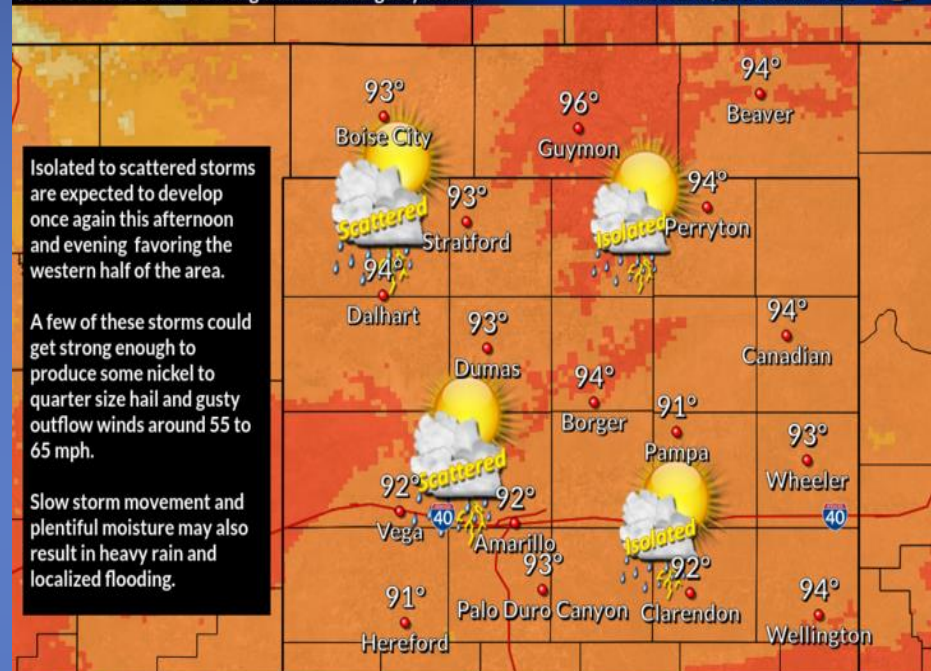 Isolated to scattered storms
are expected to develop
once again this afternoon
and evening favoring the
western half of the area.
A few of these storms could
get strong enough to
produce some nickel to
quarter size hail and gusty
outflow winds around 55 to
65 mph.
Slow storm movement and
plentiful moisture may also
result in heavy rain and
localized flooding.
93°
Boise City
96°
Guymon
94°
Beaver
Scattered
93°
Stratford
Isolated
94°
Perryton
94°
Dalhart
93°
Dumas
94°
Canadian
94°
Borger
91°
Pampa
93°
Wheeler
Scattered
92°
Vega
40
92°
Amarillo
Isolated
40
93°
Palo Duro Canyon
92°
Clarendon
91°
Hereford
94°
Wellington